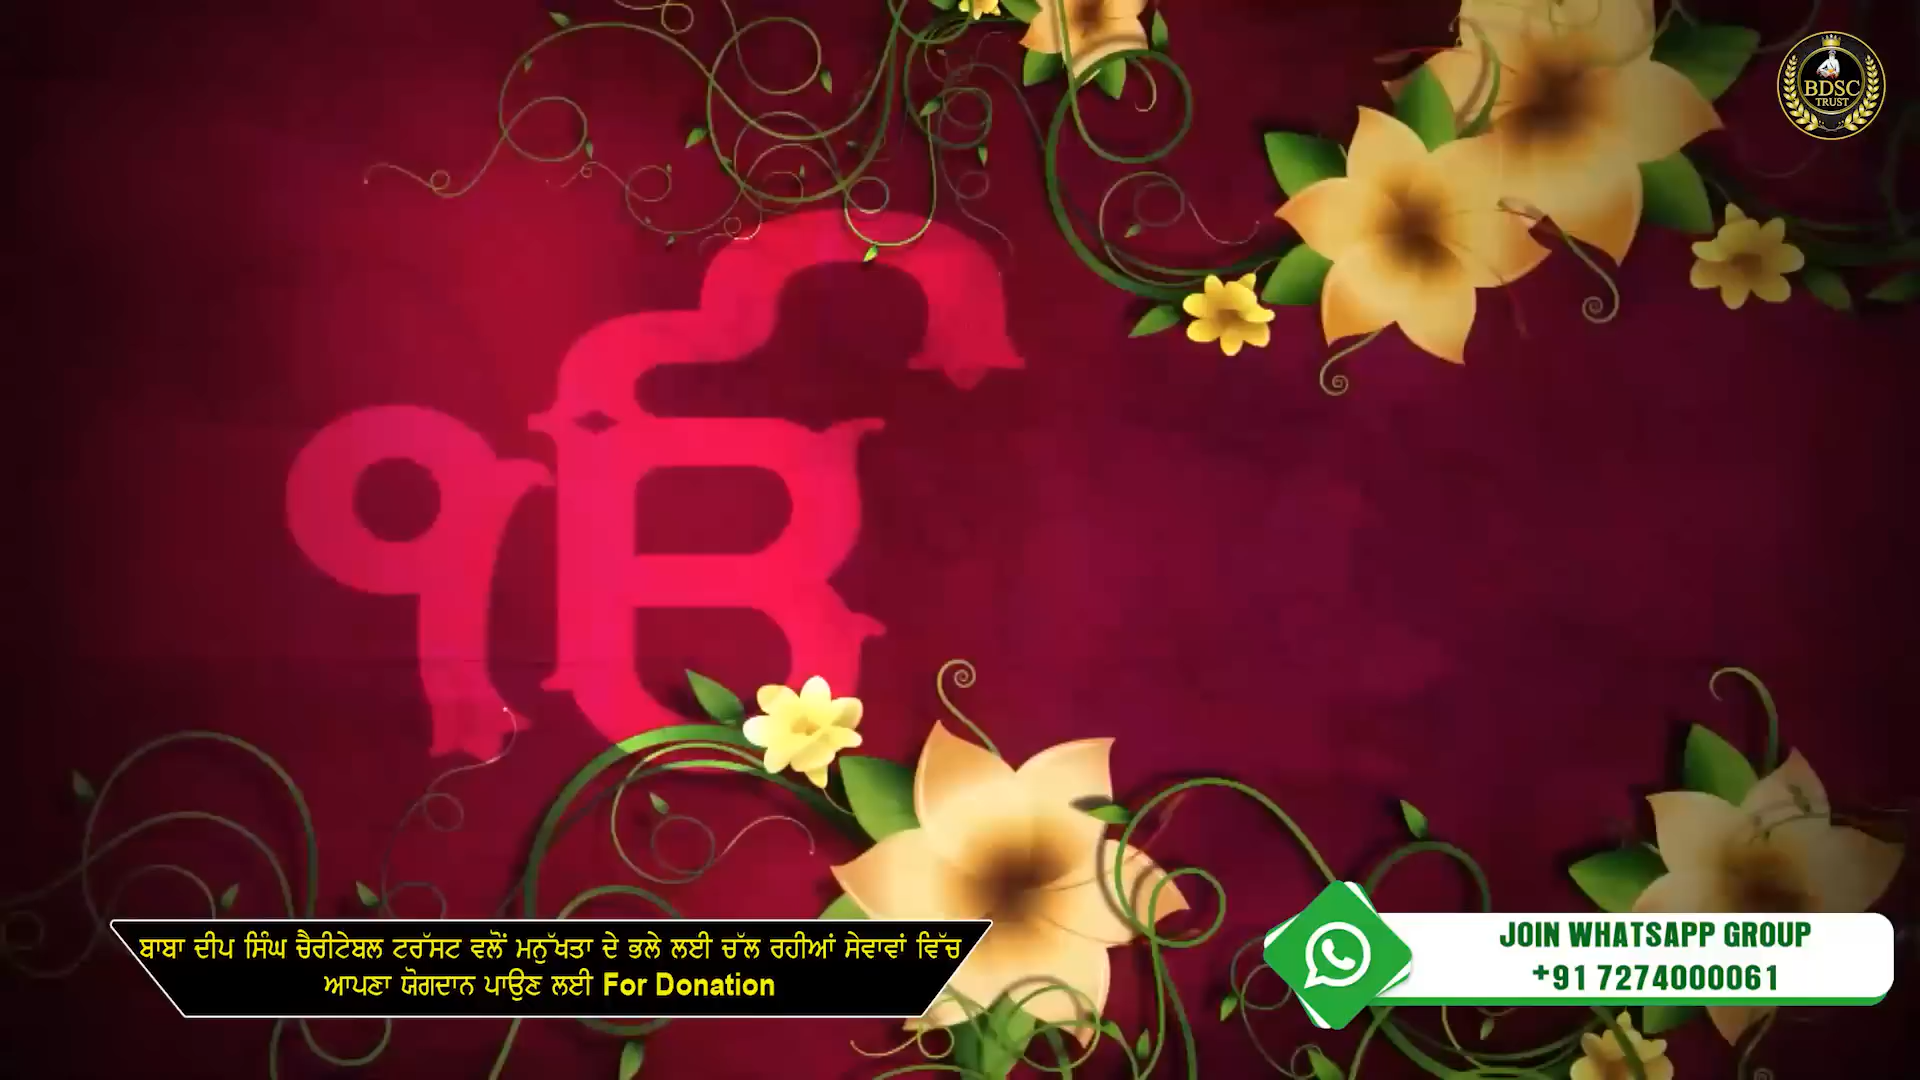 BDSC
TRUST
ੴ
ਬਾਬਾ ਦੀਪ ਸਿੰਘ ਚੈਰੀਟੇਬਲ ਟਰੱਸਟ ਵਲੋਂ ਮਨੁੱਖਤਾ ਦੇ ਭਲੇ ਲਈ ਚੱਲ ਰਹੀਆਂ ਸੇਵਾਵਾਂ ਵਿੱਚ
ਆਪਣਾ ਯੋਗਦਾਨ ਪਾਉਣ ਲਈ For Donation
JOIN WHATSAPP GROUP
+91 7274000061